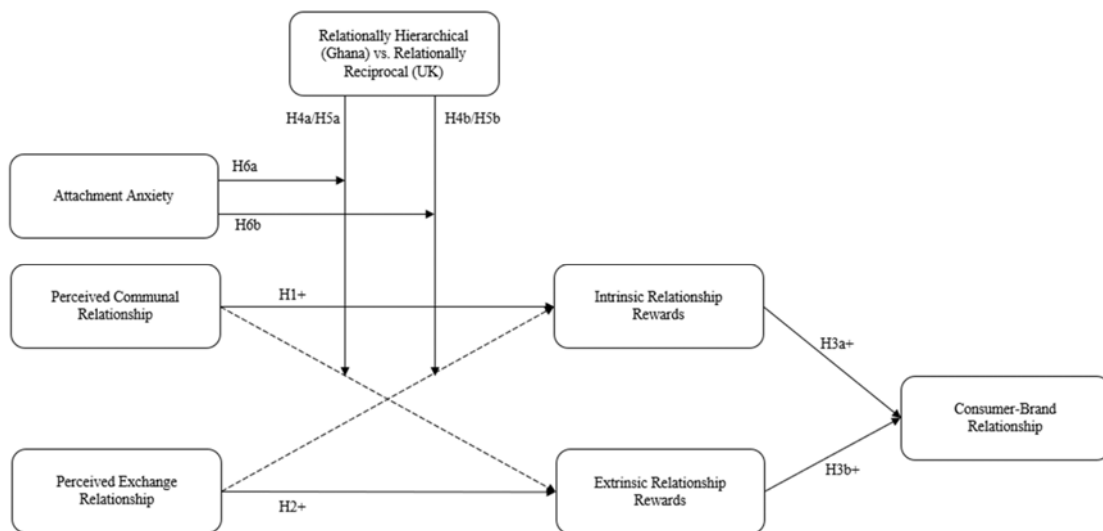 Relationally Hierarchical
(Ghana) vs. Relationally
Reciprocal (UK)
H4a/H5a
H4b/H5b
H6a
Attachment Anxiety
H6b
Perceived Communal
Relationship
H1+
Intrinsic Relationship
Rewards
H3a+
Consumer-Brand
Relationship
Perceived Exchange
Relationship
H2+
Extrinsic Relationship
Rewards
H3b+